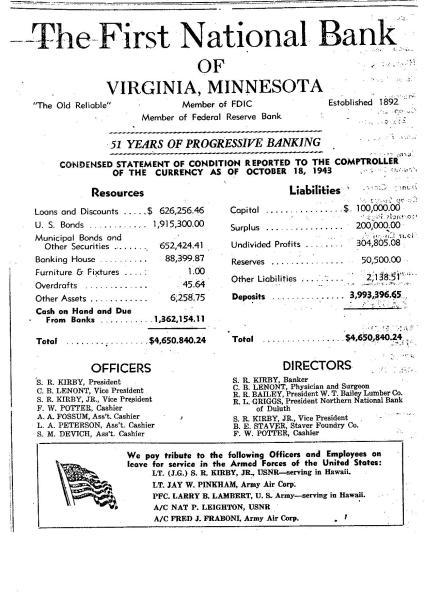 The First National Bank
OF
VIRGINIA, MINNESOTA
"The Old Reliable" Member of FDIC Established 1892
Member of Federal Reserve Bank
51 YEARS OF PROGRESSIVE BANKING
CONDENSED STATEMENT OF CONDITION REPORTED TO THE COMPTROLLER
OF THE CURRENCY AS OF OCTOBER 18, 1943
Resources
Loans and Discounts .....$ 626,256.46
U. S. Bonds ........... 1,915,300.00
Municipal Bonds and
Other Securities ....... 652,424.41
Banking House ......... 88,399.87
Furniture & Fixtures .... 1.00
Overdrafts ............ 45.64
Other Assets .......... 6,258.75
Cash on Hand and Due
From Banks .......... 1,362,154.11
Total ................ $4,650,840.24
Liabilities
Capital ................$ 100,000.00
Surplus ............... 200,000.00
Undivided Profits ...... 304,805.08
Reserves .............. 50,500.00
Other Liabilities ....... 2,138.51
Deposits .............. 3,993,396.65
Total ................ $4,650,840.24
OFFICERS
S. R. KIRBY, President
C. B. LENONT, Vice President
S. R. KIRBY, JR., Vice President
F. W. POTTER, Cashier
A. A. FOSSUM, Ass't. Cashier
L. A. PETERSON, Ass't. Cashier
S. M. DEVICH, Ass't. Cashier
DIRECTORS
S. R. KIRBY, Banker
C. B. LENONT, Physician and Surgeon
R. R. BAILEY, President W. T. Bailey Lumber Co.
R. L. GRIGGS, President Northern National Bank
of Duluth
S. R. KIRBY, JR., Vice President
B. E. STAVER, Staver Foundry Co.
F. W. POTTER, Cashier
We pay tribute to the following Officers and Employees on
leave for service in the Armed Forces of the United States:
LT. (J.G.) S. R. KIRBY, JR., USNR—serving in Hawaii.
LT. JAY W. PINKHAM, Army Air Corp.
PFC. LARRY B. LAMBERT, U. S. Army—serving in Hawaii.
A/C NAT P. LEIGHTON, USNR
A/C FRED J. FRABONI, Army Air Corp.